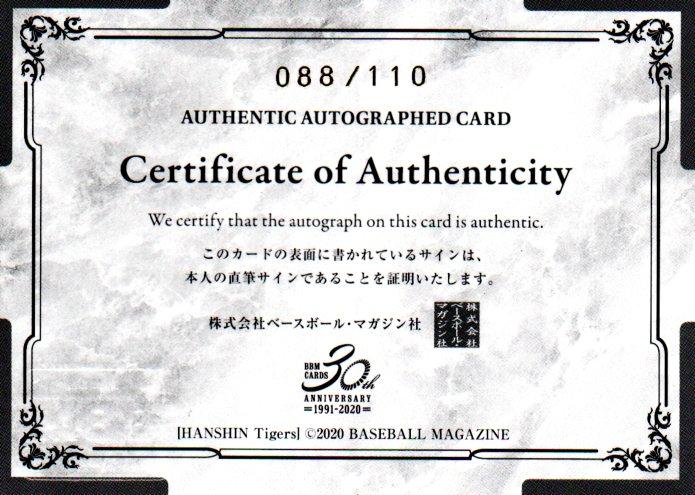 088/110
AUTHENTIC AUTOGRAPHED CARD
Certificate of Authenticity
We certify that the autograph on this card is authentic.
このカードの表面に書かれているサインは、
本人の直筆サインであることを証明いたします。
株式会社ベースボール・マガジン社
株式会社
ベースボール・
マガジン社
BBM
CARDS
30th
ANNIVERSARY
=1991-2020=
[HANSHIN Tigers] ©2020 BASEBALL MAGAZINE